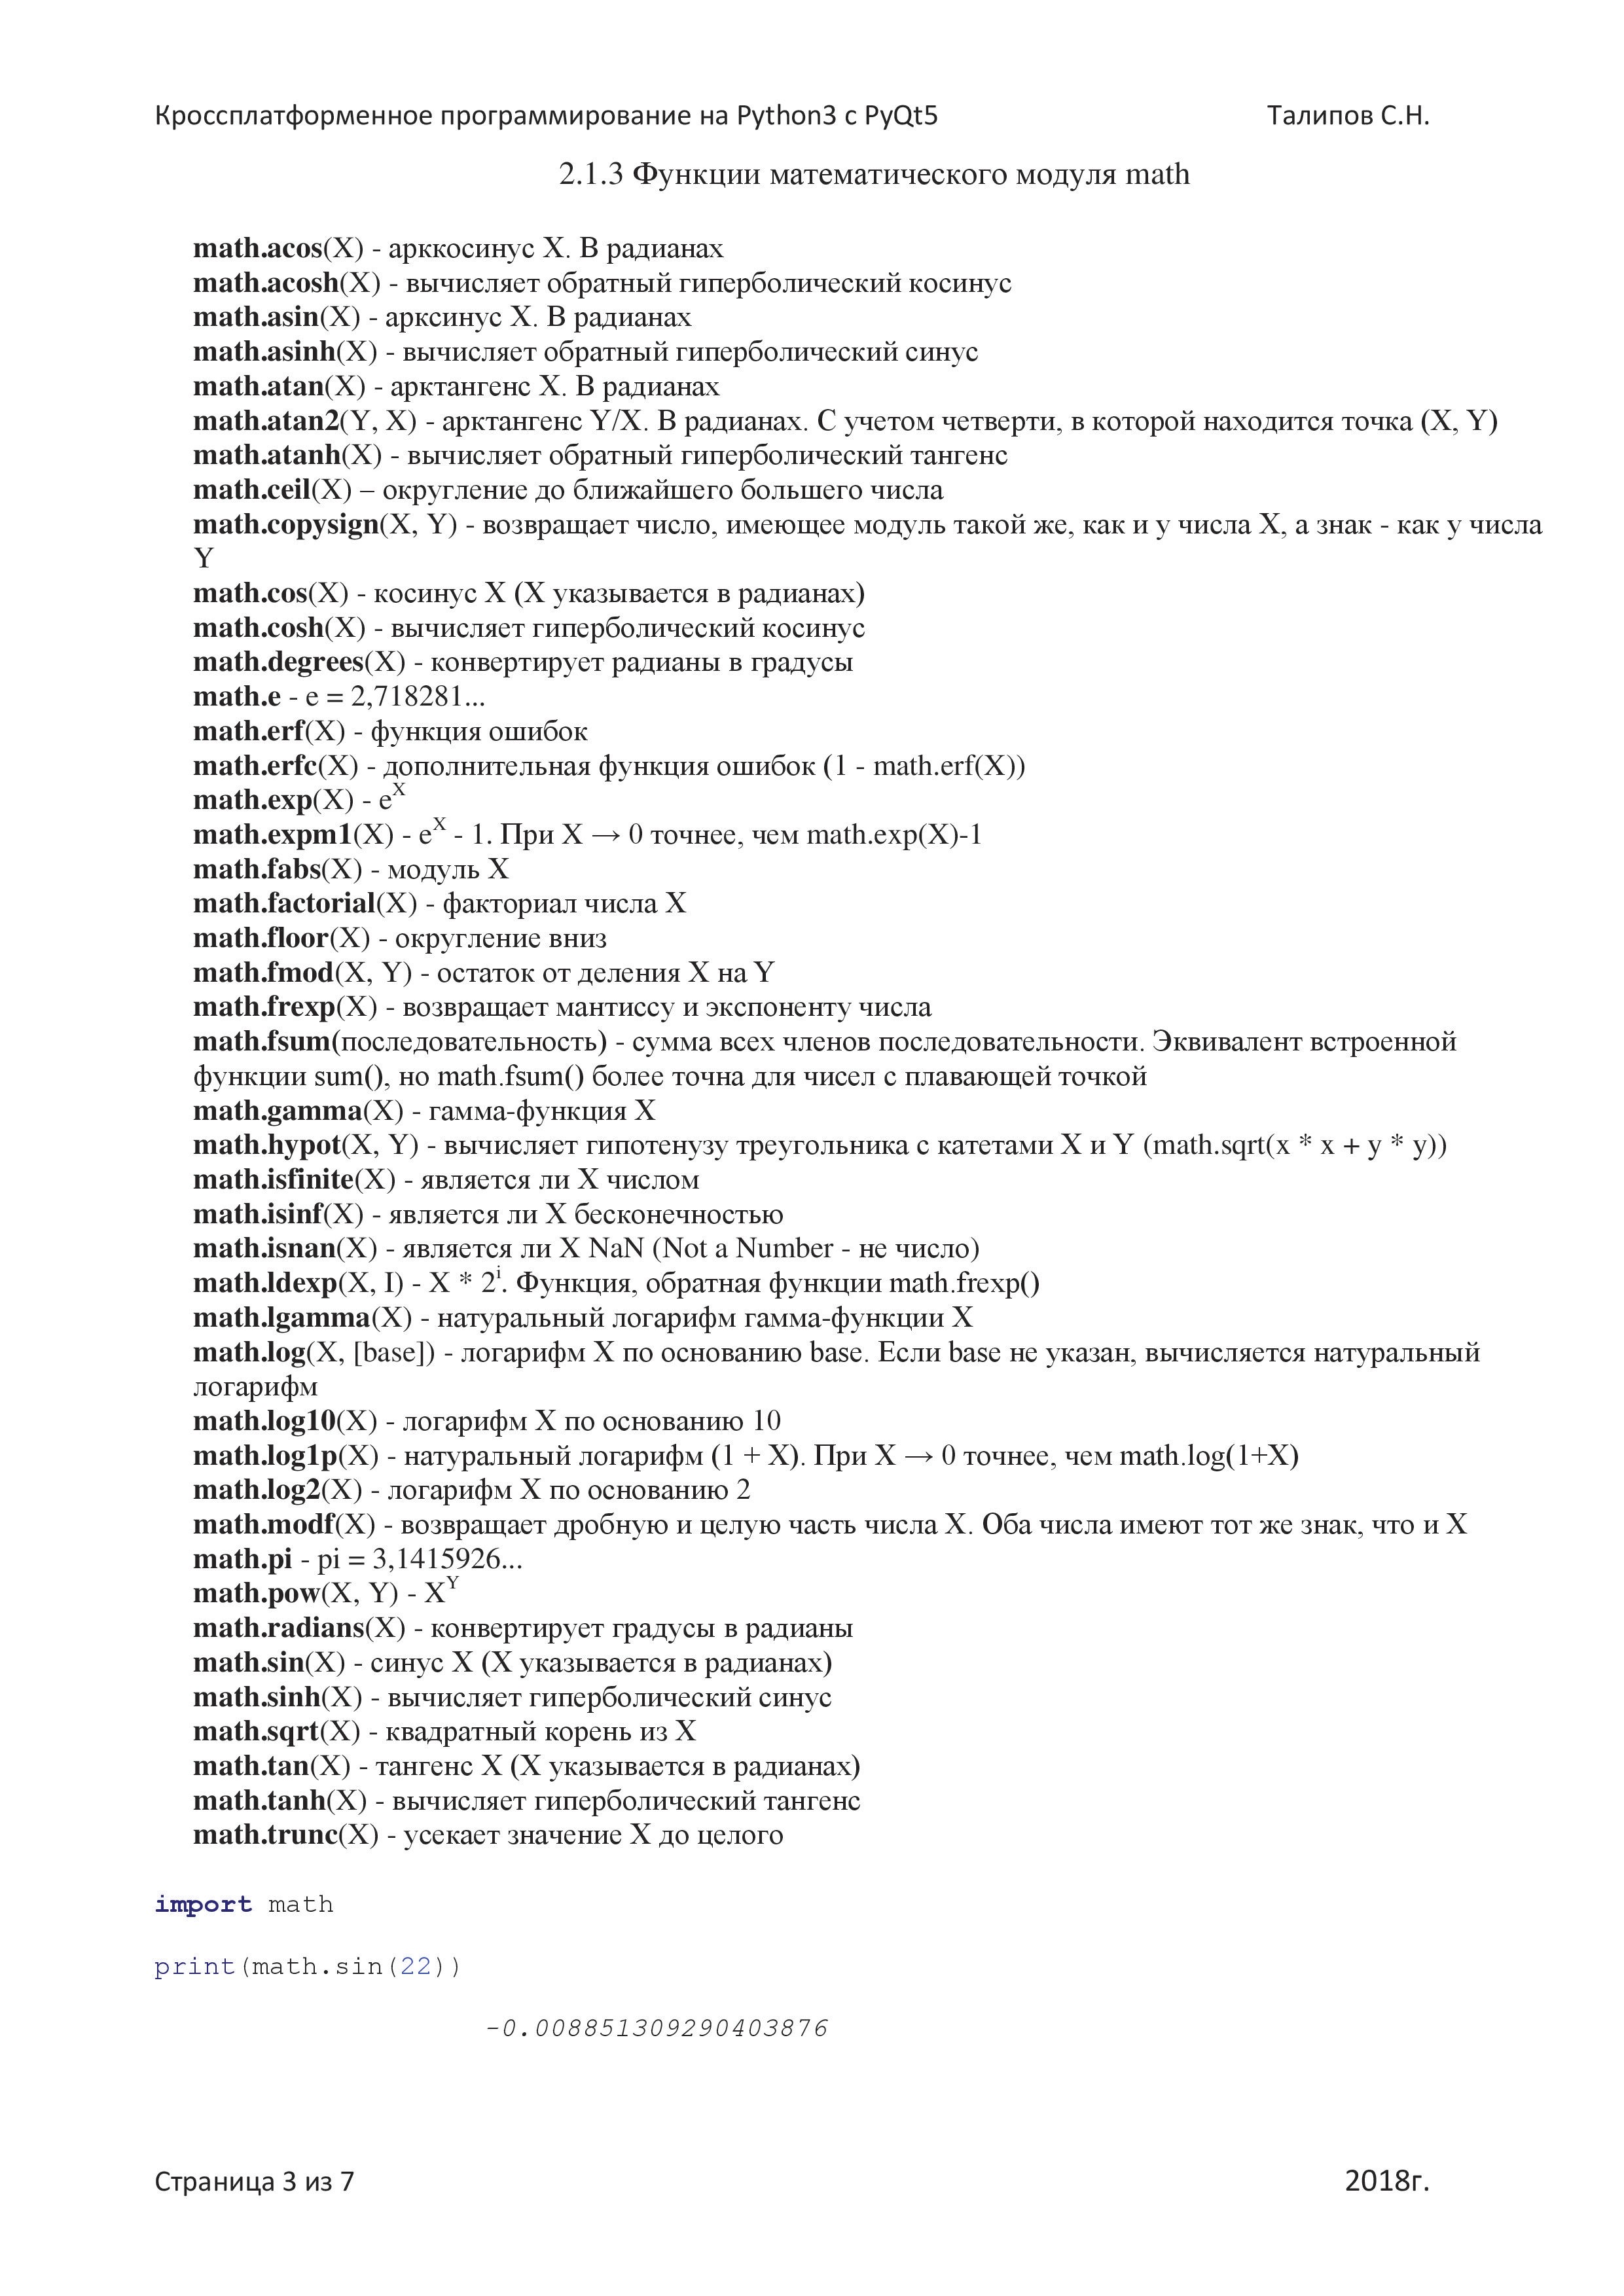 Кроссплатформенное программирование на Python3 с PyQt5 Талипов С.Н.
2.1.3 Функции математического модуля math
math.acos(X) - арккосинус X. В радианах
math.acosh(X) - вычисляет обратный гиперболический косинус
math.asin(X) - арксинус X. В радианах
math.asinh(X) - вычисляет обратный гиперболический синус
math.atan(X) - арктангенс X. В радианах
math.atan2(Y, X) - арктангенс Y/X. В радианах. С учетом четверти, в которой находится точка (X, Y)
math.atanh(X) - вычисляет обратный гиперболический тангенс
math.ceil(X) – округление до ближайшего большего числа
math.copysign(X, Y) - возвращает число, имеющее модуль такой же, как и у числа X, а знак - как у числа
Y
math.cos(X) - косинус X (X указывается в радианах)
math.cosh(X) - вычисляет гиперболический косинус
math.degrees(X) - конвертирует радианы в градусы
math.e - e = 2,718281...
math.erf(X) - функция ошибок
math.erfc(X) - дополнительная функция ошибок (1 - math.erf(X))
math.exp(X) - e^X
math.expm1(X) - e^X - 1. При X → 0 точнее, чем math.exp(X)-1
math.fabs(X) - модуль X
math.factorial(X) - факториал числа X
math.floor(X) - округление вниз
math.fmod(X, Y) - остаток от деления X на Y
math.frexp(X) - возвращает мантиссу и экспоненту числа
math.fsum(последовательность) - сумма всех членов последовательности. Эквивалент встроенной
функции sum(), но math.fsum() более точна для чисел с плавающей точкой
math.gamma(X) - гамма-функция X
math.hypot(X, Y) - вычисляет гипотенузу треугольника с катетами X и Y (math.sqrt(x * x + y * y))
math.isfinite(X) - является ли X числом
math.isinf(X) - является ли X бесконечностью
math.isnan(X) - является ли X NaN (Not a Number - не число)
math.ldexp(X, I) - X * 2^i. Функция, обратная функции math.frexp()
math.lgamma(X) - натуральный логарифм гамма-функции X
math.log(X, [base]) - логарифм X по основанию base. Если base не указан, вычисляется натуральный
логарифм
math.log10(X) - логарифм X по основанию 10
math.log1p(X) - натуральный логарифм (1 + X). При X → 0 точнее, чем math.log(1+X)
math.log2(X) - логарифм X по основанию 2
math.modf(X) - возвращает дробную и целую часть числа X. Оба числа имеют тот же знак, что и X
math.pi - pi = 3,1415926...
math.pow(X, Y) - X^Y
math.radians(X) - конвертирует градусы в радианы
math.sin(X) - синус X (X указывается в радианах)
math.sinh(X) - вычисляет гиперболический синус
math.sqrt(X) - квадратный корень из X
math.tan(X) - тангенс X (X указывается в радианах)
math.tanh(X) - вычисляет гиперболический тангенс
math.trunc(X) - усекает значение X до целого
import math
print(math.sin(22))
-0.008851309290403876
Страница 3 из 7 2018г.